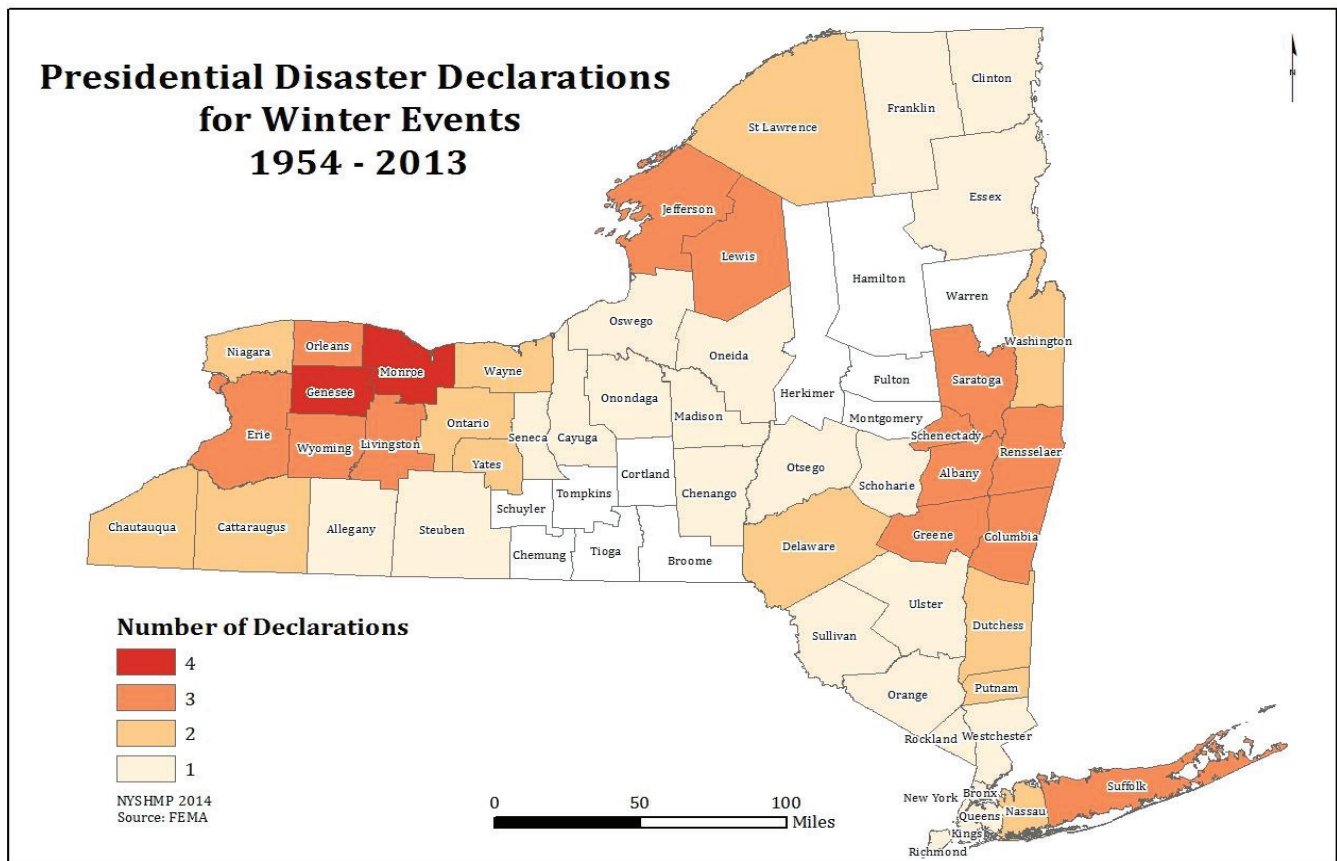 Presidential Disaster Declarations
for Winter Events
1954 - 2013
N
Clinton
Franklin
St Lawrence
Essex
Jefferson
Lewis
Hamilton
Warren
Oswego
Washington
Niagara
Orleans
Oneida
Monroe
Wayne
Saratoga
Fulton
Genesee
Herkimer
Onondaga
Madison
Montgomery
Ontario
Erie
Wyoming
Livingston
Seneca
Cayuga
Schenectady
Rensselaer
Yates
Otsego
Cortland
Albany
Schoharie
Tompkins
Chenango
Schuyler
Chautauqua
Cattaraugus
Allegany
Steuben
Greene
Columbia
Delaware
Chemung
Tioga
Broome
Ulster
Dutchess
Sullivan
Putnam
Orange
Rockland
Westchester
Suffolk
New York
Bronx
Nassau
Queens
Kings
Richmond
Number of Declarations
4
3
2
1
NYSHMP 2014
Source: FEMA
0 50 100
Miles